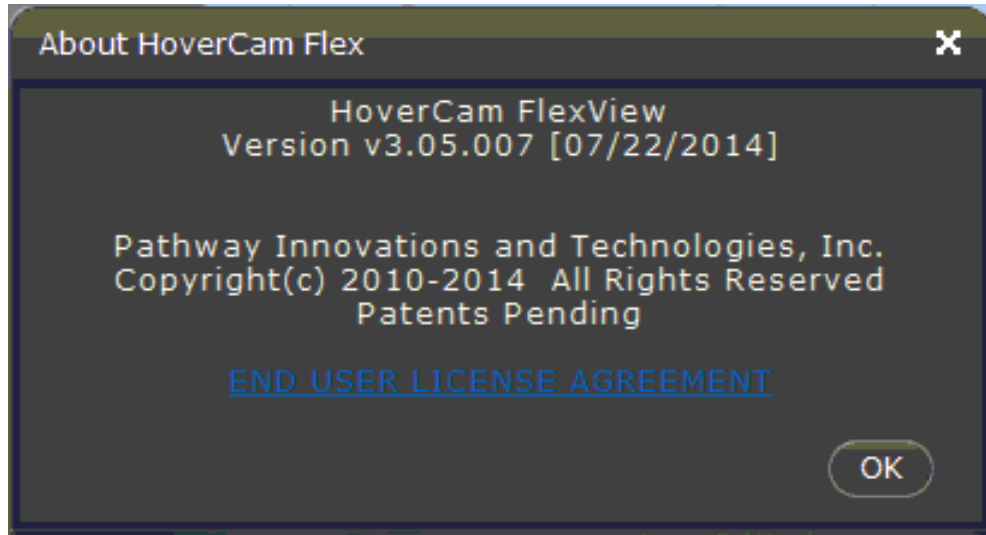 About HoverCam Flex
HoverCam FlexView
Version v3.05.007 [07/22/2014]
Pathway Innovations and Technologies, Inc.
Copyright(c) 2010-2014  All Rights Reserved
Patents Pending
END USER LICENSE AGREEMENT
OK